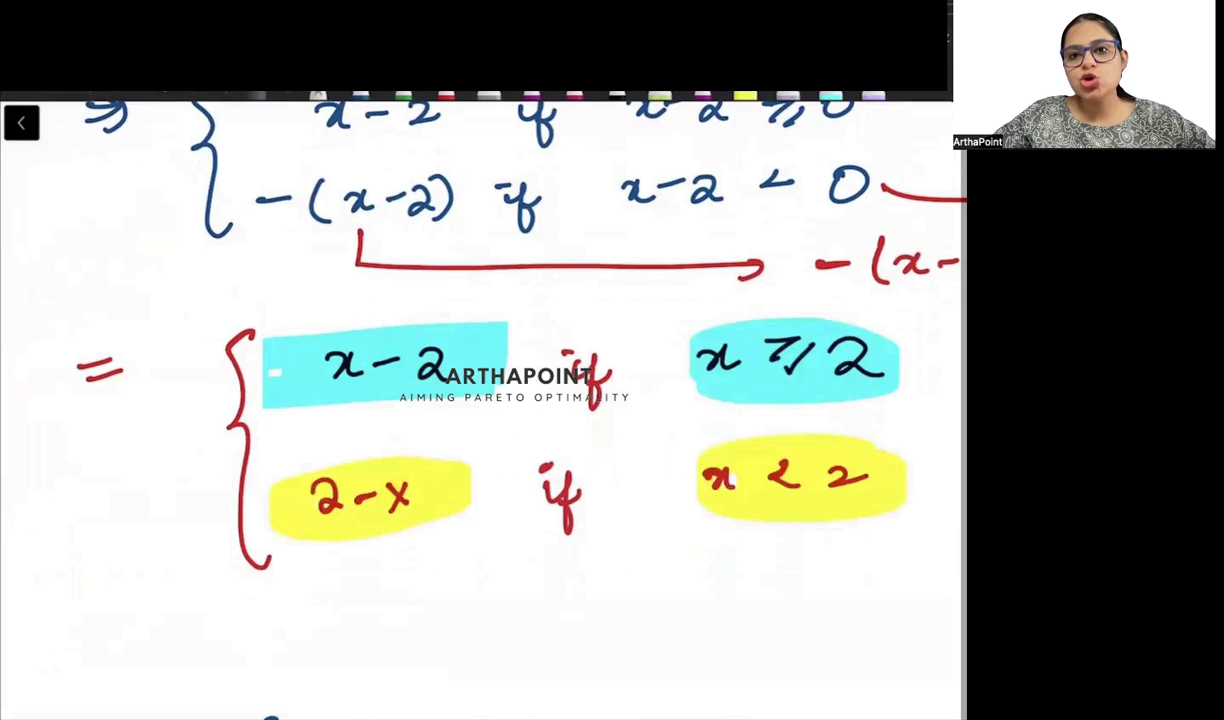 ⇒ { x - 2 if x - 2 ≥ 0
-(x-2) if x - 2 < 0
-(x-
= { x - 2 if x ≥ 2
2 - x if x < 2
ARTHAPOINT
AIMING PARETO OPTIMALITY
ArthaPoint